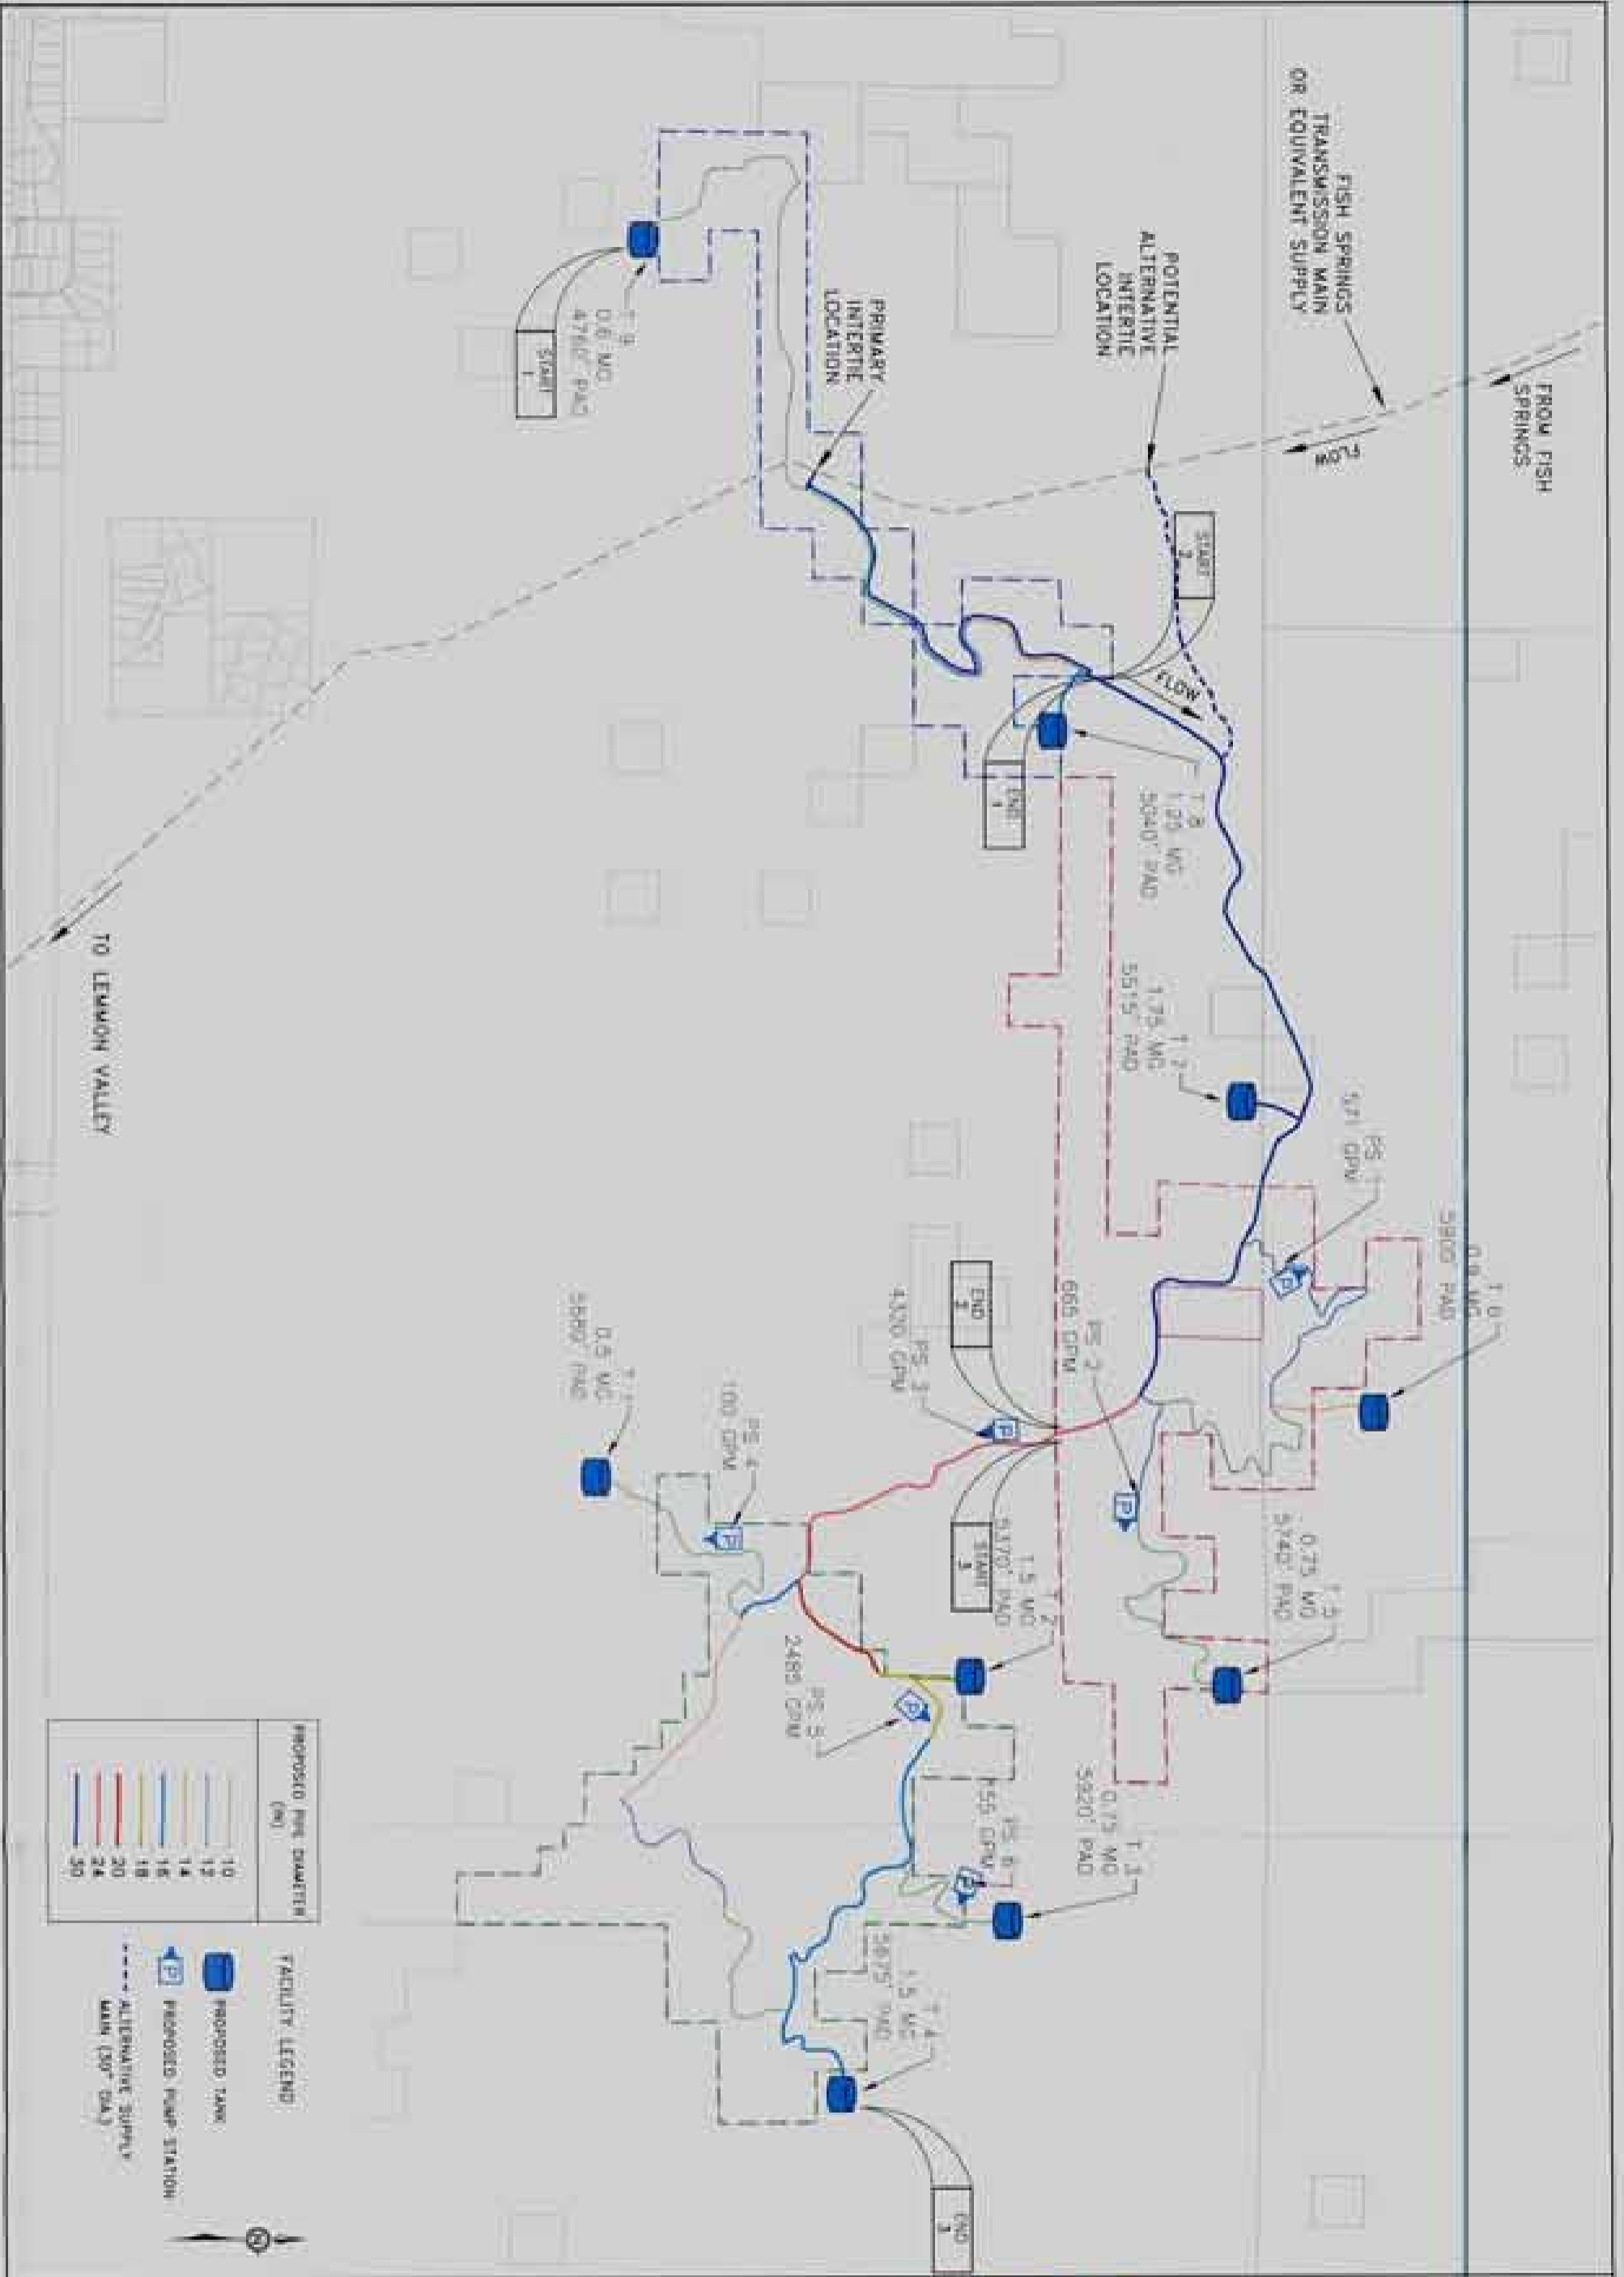 FROM FISH
SPRINGS
FISH SPRINGS
TRANSMISSION MAIN
OR EQUIVALENT SUPPLY
FLOW
POTENTIAL
ALTERNATIVE
INTERTIE
LOCATION
START
2
FLOW
PRIMARY
INTERTIE
LOCATION
T 9
0.6 MG
4760' PAD
START
1
END
1
T 8
1.25 MG
5040' PAD
T 7
1.75 MG
5515' PAD
PS 1
571 GPM
T 6
0.9 MG
5900' PAD
PS 2
665 GPM
END
2
PS 3
4320 GPM
START
3
T 5
0.75 MG
5740' PAD
T 2
1.5 MG
5370' PAD
PS 4
100 GPM
0.5 MG
PAD
PS 5
2485 GPM
T 3
0.75 MG
5920' PAD
PS 6
155 GPM
T 4
1.5 MG
5675' PAD
END
3
TO LEMMON VALLEY
PROPOSED PIPE DIAMETER
(IN)
10
12
14
16
18
20
24
30
FACILITY LEGEND
PROPOSED TANK
P PROPOSED PUMP STATION
ALTERNATIVE SUPPLY
MAIN (30" DIA.)
N
P
P
P
P
P
P